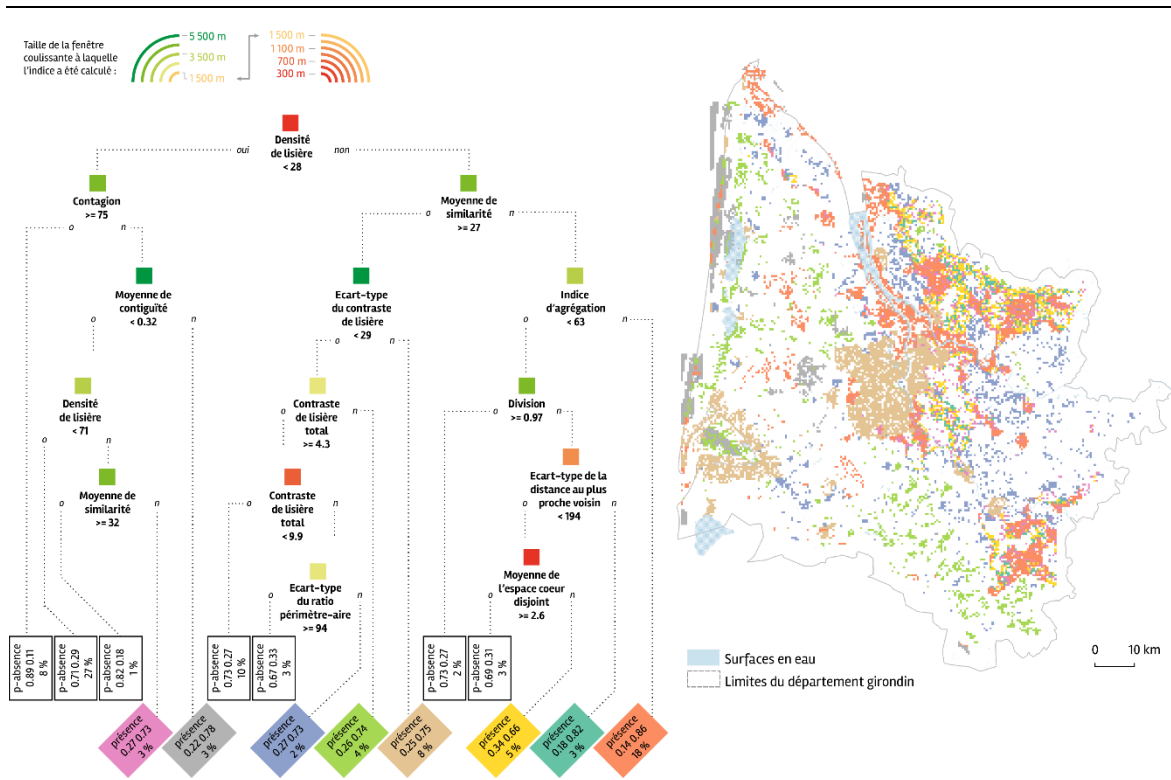 Taille de la fenêtre
coulissante à laquelle
l'indice a été calculé :
5 500 m
3 500 m
1 500 m
1 500 m
1 100 m
700 m
300 m
Densité
de lisière
< 28
oui
non
Contagion
>= 75
Moyenne de
similarité
>= 27
o
n
o
n
Moyenne de
contiguïté
< 0.32
Ecart-type
du contraste
de lisière
< 29
Indice
d'agrégation
< 63
o
n
o
n
o
n
Densité
de lisière
< 71
Contraste
de lisière
total
>= 4.3
Division
>= 0.97
o
n
o
n
o
n
Moyenne de
similarité
>= 32
Contraste
de lisière
total
< 9.9
Ecart-type de la
distance au plus
proche voisin
< 194
o
n
o
n
o
n
Ecart-type
du ratio
périmètre-aire
>= 94
Moyenne de
l'espace coeur
disjoint
>= 2.6
o
n
o
n
p-absence
0.89 0.11
8 %
p-absence
0.71 0.29
27 %
p-absence
0.82 0.18
1 %
p-absence
0.73 0.27
10 %
p-absence
0.67 0.33
3 %
p-absence
0.73 0.27
2 %
p-absence
0.69 0.31
3 %
présence
0.27 0.73
3 %
présence
0.22 0.78
3 %
présence
0.27 0.73
2 %
présence
0.26 0.74
4 %
présence
0.25 0.75
8 %
présence
0.34 0.66
5 %
présence
0.18 0.82
3 %
présence
0.14 0.86
18 %
Surfaces en eau
Limites du département girondin
0 10 km